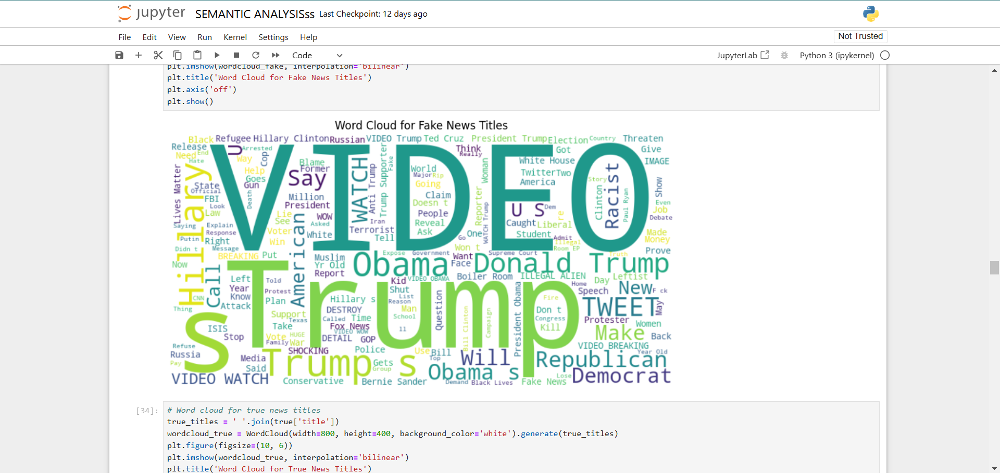 jupyter SEMANTIC ANALYSISss Last Checkpoint: 12 days ago
File Edit View Run Kernel Settings Help Not Trusted
Code JupyterLab Python 3 (ipykernel)
plt.imshow(wordcloud_fake, interpolation='bilinear')
plt.title('Word Cloud for Fake News Titles')
plt.axis('off')
plt.show()
Word Cloud for Fake News Titles
Black Refugee Hillary Clinton Russian VIDEO Trump Ted Cruz President Trump Election Country Threaten
Release U Arrested Think Got Give
Need End Way Cop Really White House IMAGE
Hate Help Blame Former WATCH Anti Trump Trump Supporter Fake World Woman Twitter Two
Lives Matter Hillary VIDEO Say Major Rip America Story Racist Show
State Goes Gun Going
Official FBI Look Death Million Claim Reporter Clinton Paul Ryan Even
Law President Doesn t WATCH Trump U S Dem re Job
Lie WOW People Debate
Saying Explain See Asked Iran Reveal Caught Liberal
Response Voter American White Terrorist Ask One Student Admit Made
Putin Right Win Tell Go Illegal Money
Didn t Message Won t Room EP
BREAKING Put Muslim Expose Government Want Supreme Court Truth Prove
Now Call Yr Old Obama Face Donald Trump
Report Boiler Room ILLEGAL ALIEN
Left Told Kid VIDEO OBAMA Home Day Leftist
Year Protest Shut Speech New F ck
CNN Know Trump List
Attack Plan Hillary s Reason Question President Obama Fire TWEET May
Thing s Support DESTROY Man Don t
Texas Called Time School Bill Clinton Campaign Congress Protester Women
ISIS Take Fox News ll Kill Make
Stop Vote HUGE VIDEO WOW Back
Family War DETAIL GOP
Refuse SHOCKING Police Use Bill VIDEO BREAKING
Russia Media Trump s Gets Top Will Republican Year Old
Pay Said Group Obama s Lose Democrat
VIDEO WATCH Conservative Bernie Sander Demand Black Lives Fake News
[34]:
# Word cloud for true news titles
true_titles = ' '.join(true['title'])
wordcloud_true = WordCloud(width=800, height=400, background_color='white').generate(true_titles)
plt.figure(figsize=(10, 6))
plt.imshow(wordcloud_true, interpolation='bilinear')
plt.title('Word Cloud for True News Titles')